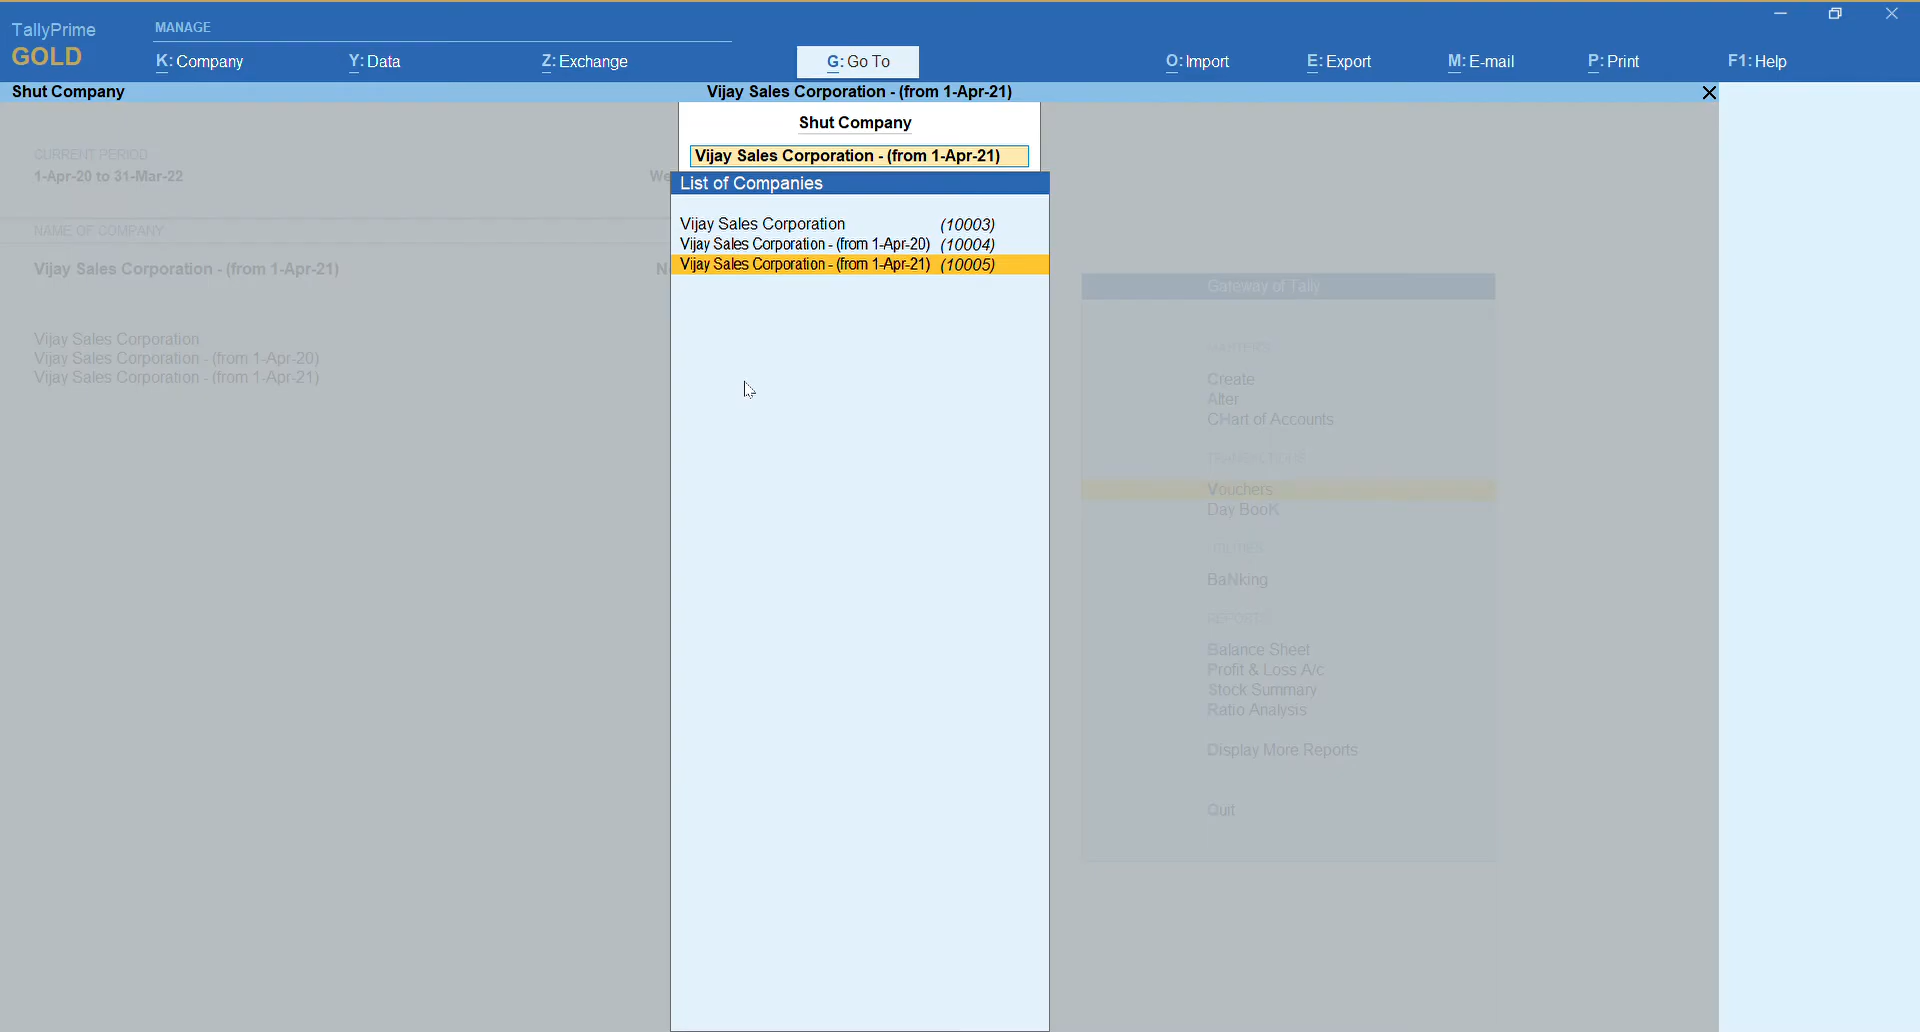 TallyPrime
GOLD
MANAGE
K: Company
Y: Data
Z: Exchange
G: Go To
O: Import
E: Export
M: E-mail
P: Print
F1: Help
Shut Company
Vijay Sales Corporation - (from 1-Apr-21)
Shut Company
Vijay Sales Corporation - (from 1-Apr-21)
List of Companies
Vijay Sales Corporation (10003)
Vijay Sales Corporation - (from 1-Apr-20) (10004)
Vijay Sales Corporation - (from 1-Apr-21) (10005)
CURRENT PERIOD
1-Apr-20 to 31-Mar-22
We
NAME OF COMPANY
Vijay Sales Corporation - (from 1-Apr-21)
N
Vijay Sales Corporation
Vijay Sales Corporation - (from 1-Apr-20)
Vijay Sales Corporation - (from 1-Apr-21)
Gateway of Tally
MASTERS
Create
Alter
CHart of Accounts
TRANSACTIONS
Vouchers
Day BooK
UTILITIES
BaNking
REPORTS
Balance Sheet
Profit & Loss A/c
Stock Summary
Ratio Analysis
Display More Reports
Quit